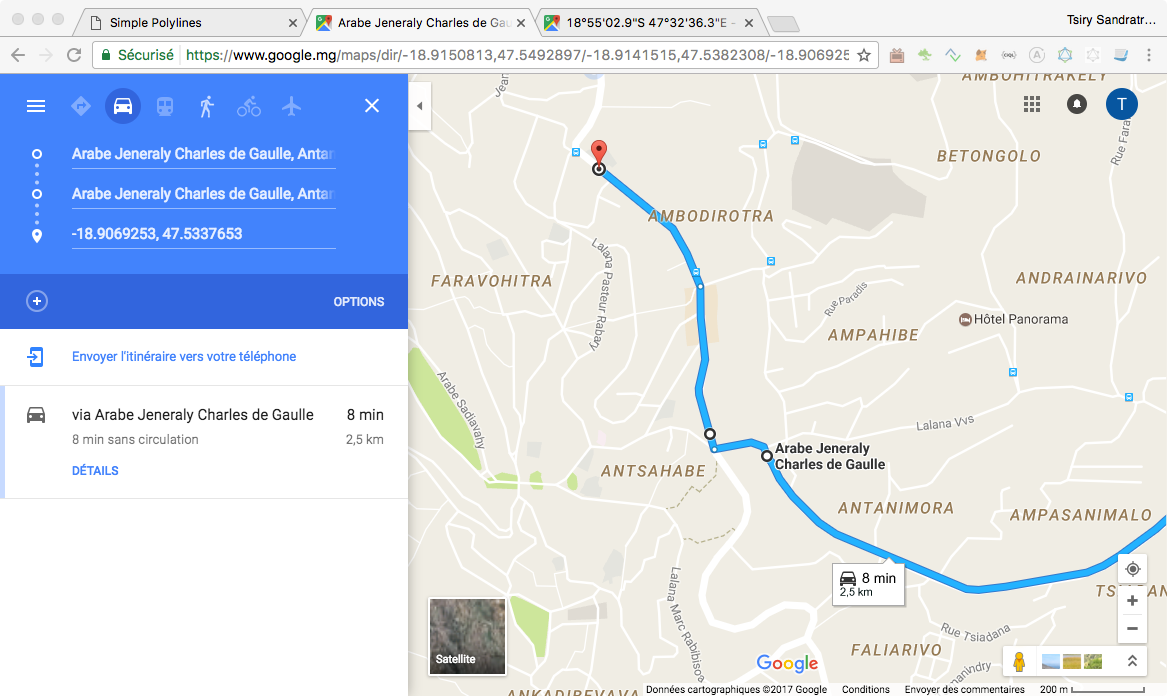 Simple Polylines
Arabe Jeneraly Charles de Gau
18°55'02.9"S 47°32'36.3"E -
Tsiry Sandratr...
Sécurisé
https://www.google.mg/maps/dir/-18.9150813,47.5492897/-18.9141515,47.5382308/-18.90692
T
Arabe Jeneraly Charles de Gaulle, Antan
Arabe Jeneraly Charles de Gaulle, Antan
-18.9069253, 47.5337653
OPTIONS
Envoyer l'itinéraire vers votre téléphone
via Arabe Jeneraly Charles de Gaulle
8 min
8 min sans circulation
2,5 km
DÉTAILS
Satellite
AMBOHITRAKELY
Jean
Rue Fara
BETONGOLO
AMBODIROTRA
Lalana Pasteur Rabary
FARAVOHITRA
ANDRAINARIVO
Rue Paradis
Hôtel Panorama
AMPAHIBE
Arabe Sadiavahy
Lalana Vvs
Arabe Jeneraly
Charles de Gaulle
ANTSAHABE
ANTANIMORA
AMPASANIMALO
8 min
2,5 km
Lalana Marc Rabibisoa
Rue Tsiadana
FALIARIVO
Google
ANKADIBEVAVA
Données cartographiques ©2017 Google
Conditions
Envoyer des commentaires
200 m